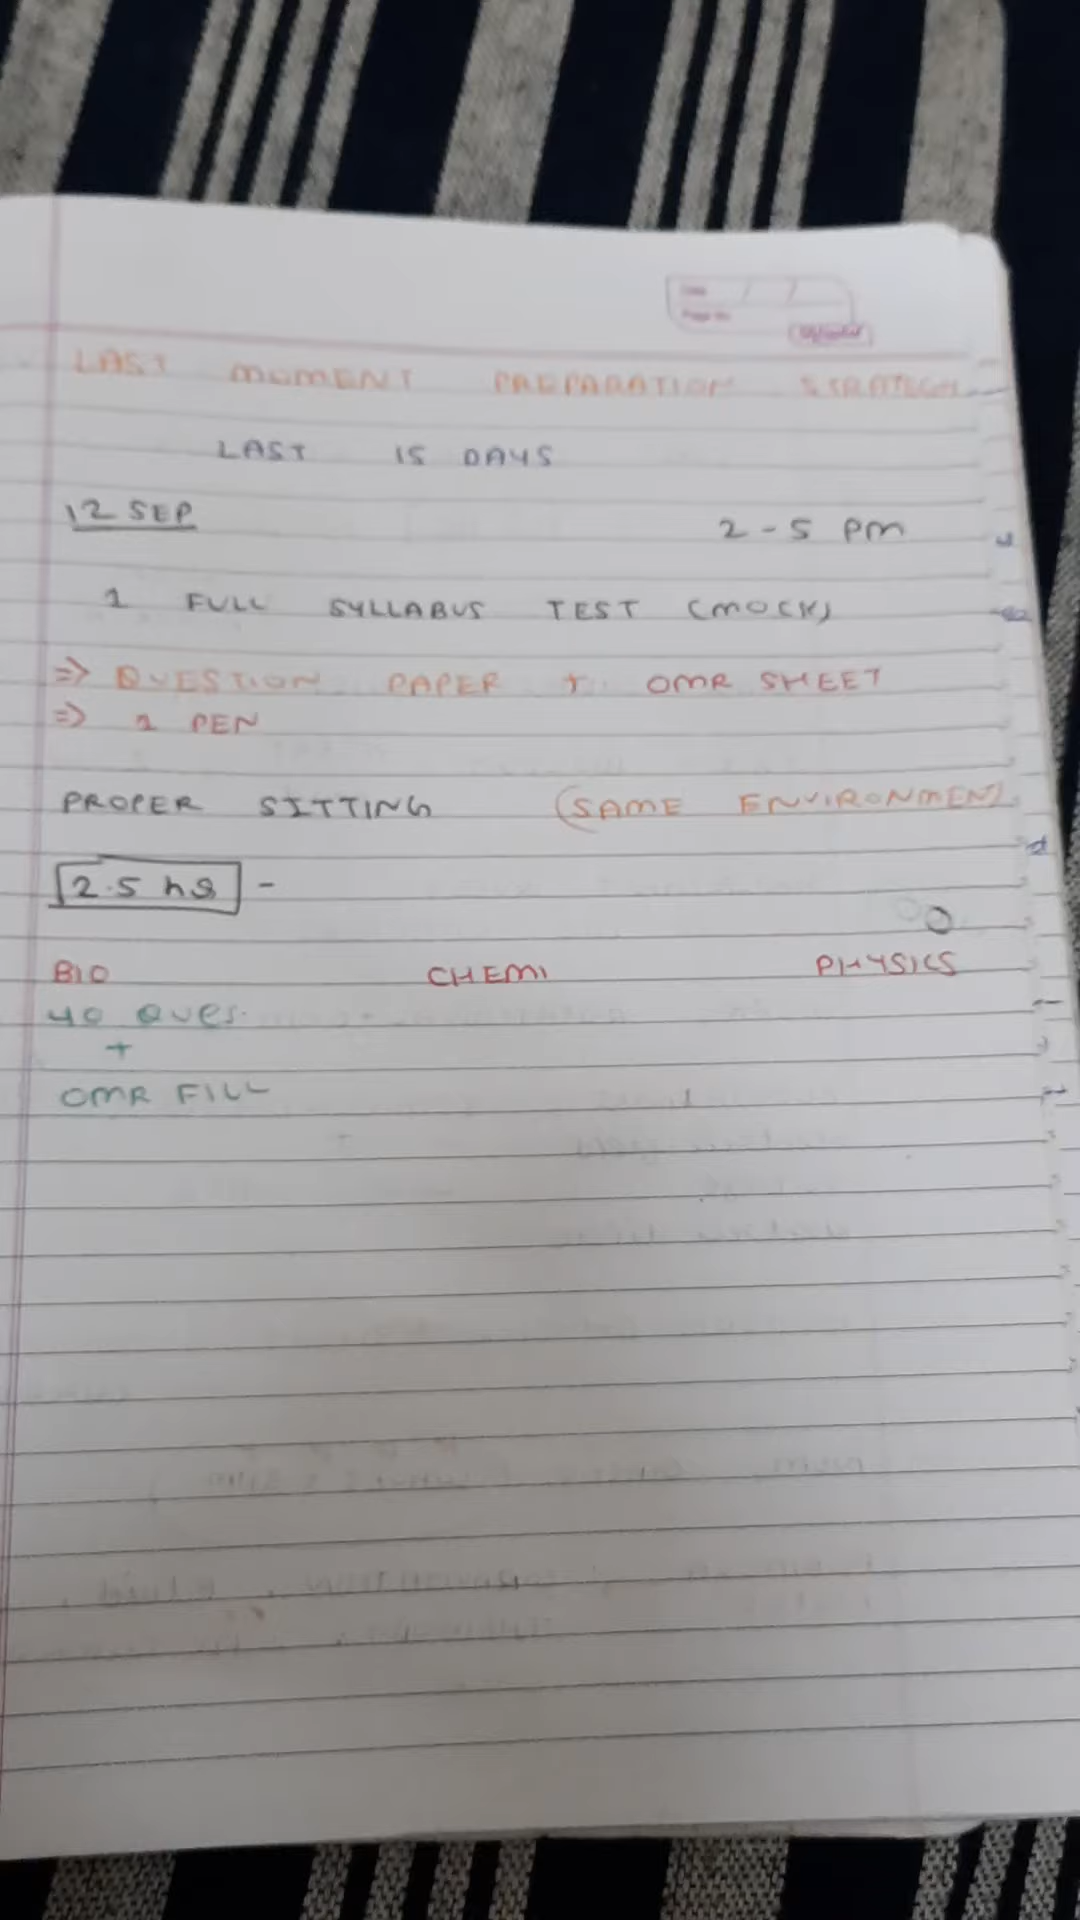 LAST MOMENT PREPARATION STRATEGY
LAST 15 DAYS
12 SEP 2-5 PM
1 FULL SYLLABUS TEST (MOCK)
=> QUESTION PAPER + OMR SHEET
=> 1 PEN
PROPER SITTING (SAME ENVIRONMENT)
2.5 hs -
BIO CHEMI PHYSICS
40 Ques.
+
OMR FILL